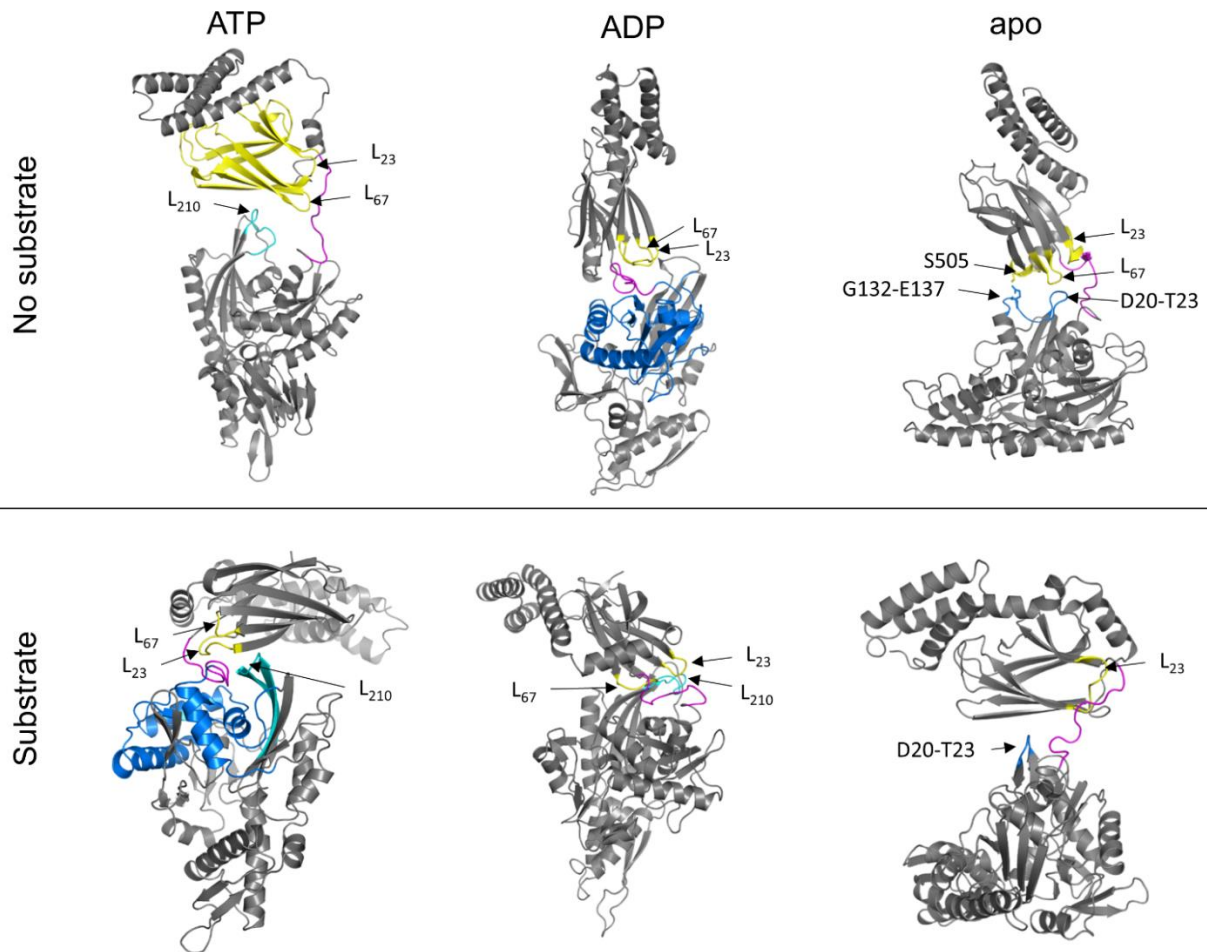 ATP
ADP
apo
No substrate
L23
L67
L210
L67
L23
S505
G132-E137
L23
L67
D20-T23
Substrate
L67
L23
L210
L67
L23
L210
L23
D20-T23